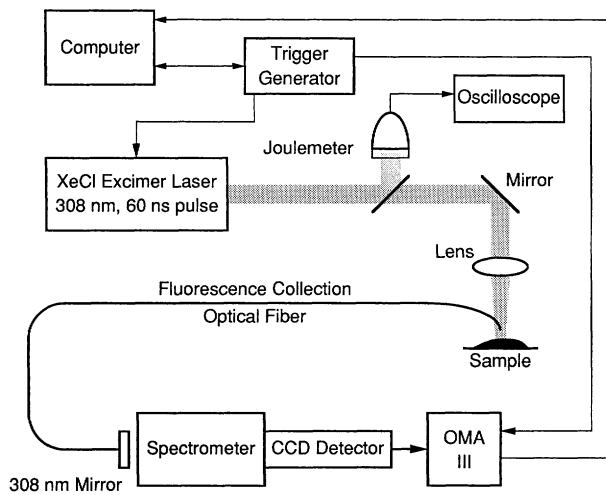 Computer
Trigger
Generator
Oscilloscope
Joulemeter
XeCl Excimer Laser
308 nm, 60 ns pulse
Mirror
Lens
Fluorescence Collection
Optical Fiber
Sample
Spectrometer
CCD Detector
OMA
III
308 nm Mirror